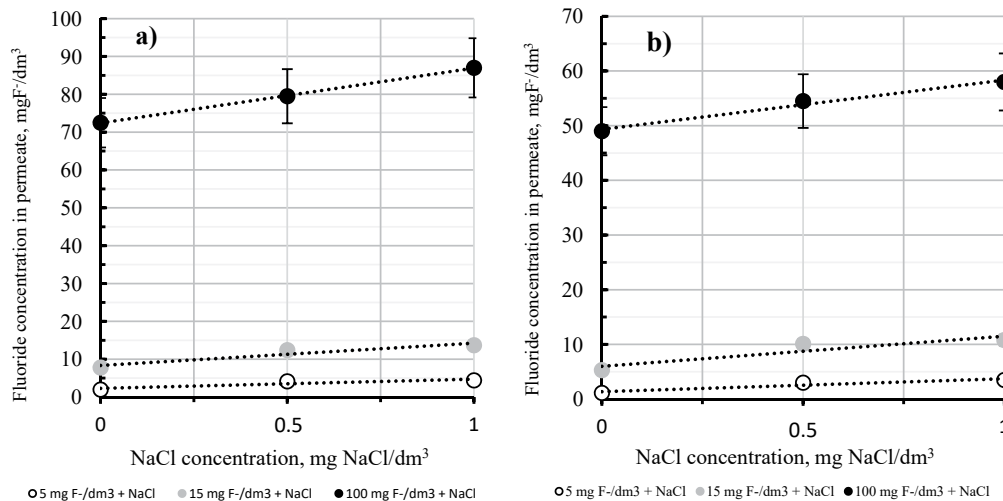 a)
Fluoride concentration in permeate, mgF⁻/dm³
100
90
80
70
60
50
40
30
20
10
0
0 0.5 1
NaCl concentration, mg NaCl/dm³
5 mg F-/dm3 + NaCl 15 mg F-/dm3 + NaCl 100 mg F-/dm3 + NaCl
b)
Fluoride concentration in permeate, mgF⁻/dm³
70
60
50
40
30
20
10
0
0 0.5 1
NaCl concentration, mg NaCl/dm³
5 mg F-/dm3 + NaCl 15 mg F-/dm3 + NaCl 100 mg F-/dm3 + NaCl